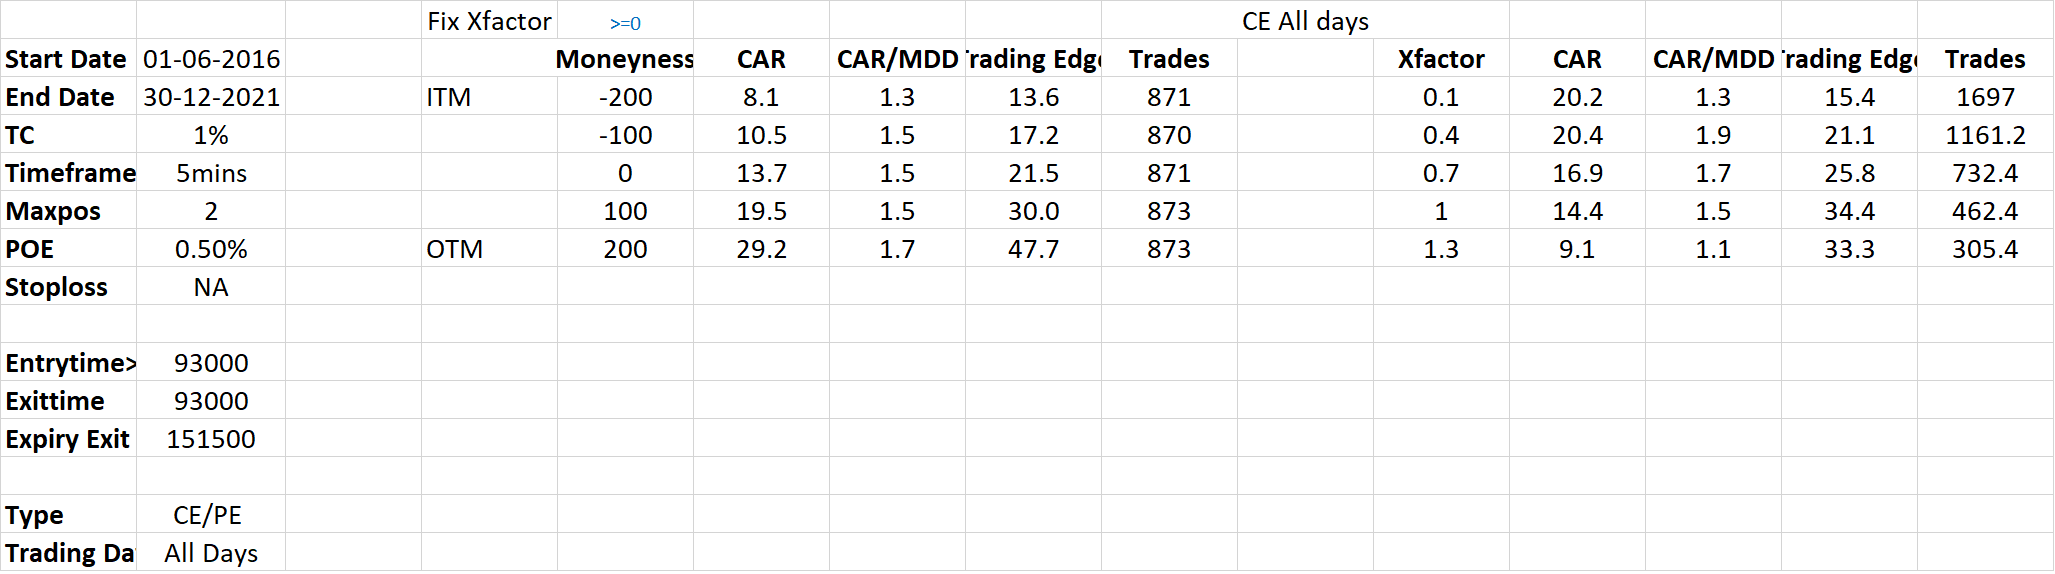 Fix Xfactor >=0 CE All days
Start Date 01-06-2016 Moneyness CAR CAR/MDD Trading Edge Trades Xfactor CAR CAR/MDD Trading Edge Trades
End Date 30-12-2021 ITM -200 8.1 1.3 13.6 871 0.1 20.2 1.3 15.4 1697
TC 1% -100 10.5 1.5 17.2 870 0.4 20.4 1.9 21.1 1161.2
Timeframe 5mins 0 13.7 1.5 21.5 871 0.7 16.9 1.7 25.8 732.4
Maxpos 2 100 19.5 1.5 30.0 873 1 14.4 1.5 34.4 462.4
POE 0.50% OTM 200 29.2 1.7 47.7 873 1.3 9.1 1.1 33.3 305.4
Stoploss NA
Entrytime> 93000
Exittime 93000
Expiry Exit 151500
Type CE/PE
Trading Da All Days